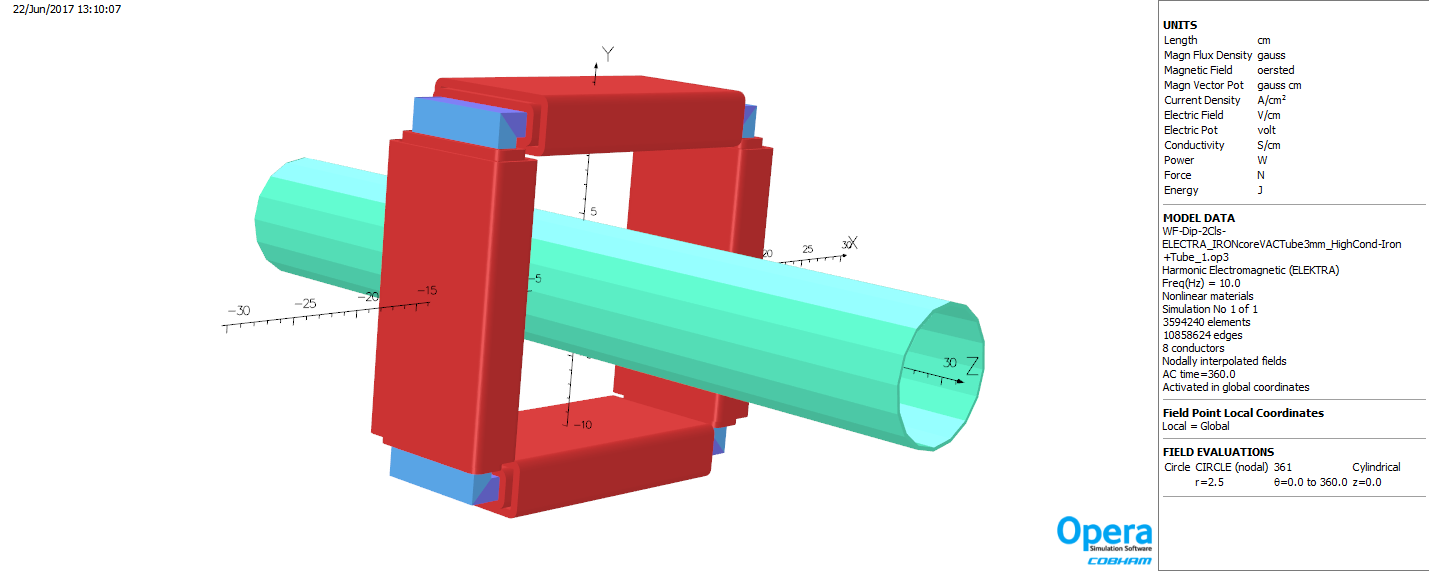 22/Jun/2017 13:10:07
Y
5
X
20
25
30
-5
-15
-20
-25
-30
30
Z
-10
UNITS
Length cm
Magn Flux Density gauss
Magnetic Field oersted
Magn Vector Pot gauss cm
Current Density A/cm²
Electric Field V/cm
Electric Pot volt
Conductivity S/cm
Power W
Force N
Energy J
MODEL DATA
WF-Dip-2Cls-
ELECTRA_IRONcoreVACTube3mm_HighCond-Iron
+Tube_1.op3
Harmonic Electromagnetic (ELEKTRA)
Freq(Hz) = 10.0
Nonlinear materials
Simulation No 1 of 1
3594240 elements
10858624 edges
8 conductors
Nodally interpolated fields
AC time=360.0
Activated in global coordinates
Field Point Local Coordinates
Local = Global
FIELD EVALUATIONS
Circle CIRCLE (nodal) 361 Cylindrical
r=2.5 θ=0.0 to 360.0 z=0.0
Opera
Simulation Software
COBHAM